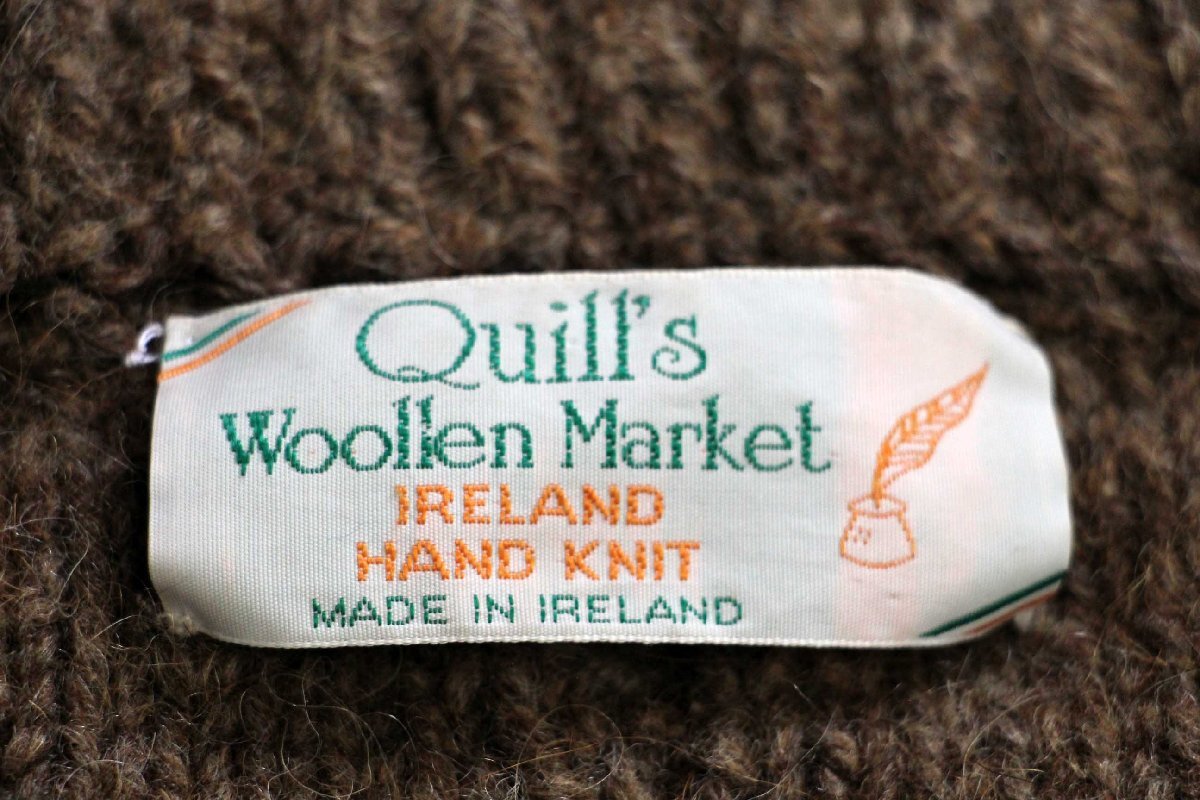 Quill's
Woollen Market
IRELAND
HAND KNIT
MADE IN IRELAND